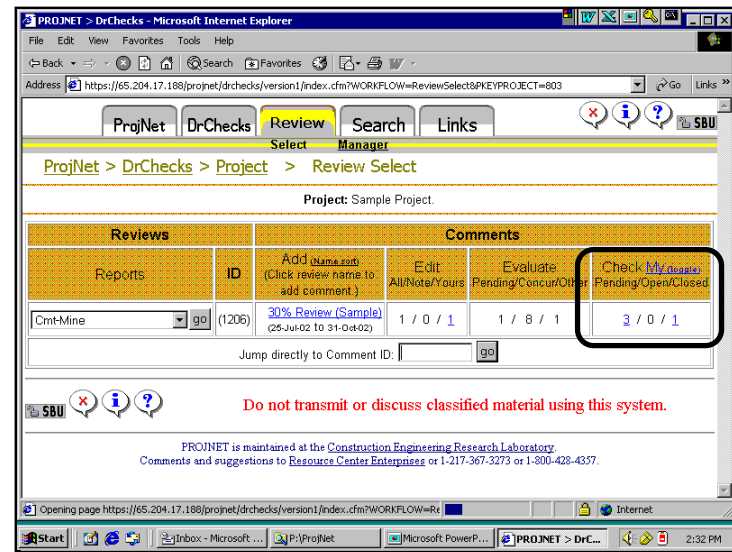 PROJNET > DrChecks - Microsoft Internet Explorer
File Edit View Favorites Tools Help
Back Search Favorites
Address https://65.204.17.188/projnet/drchecks/version1/index.cfm?WORKFLOW=ReviewSelect&PKEYPROJECT=803 Go Links »
ProjNet DrChecks Review Search Links SBU
Select Manager
ProjNet > DrChecks > Project > Review Select
Project: Sample Project.
Reviews Comments
Reports ID Add (Name sort) (Click review name to add comment.) Edit All/Note/Yours Evaluate Pending/Concur/Other Check My (toggle) Pending/Open/Closed
Cmt-Mine go (1206) 30% Review (Sample) (25-Jul-02 to 31-Oct-02) 1 / 0 / 1 1 / 8 / 1 3 / 0 / 1
Jump directly to Comment ID: go
SBU Do not transmit or discuss classified material using this system.
PROJNET is maintained at the Construction Engineering Research Laboratory.
Comments and suggestions to Resource Center Enterprises or 1-217-367-3273 or 1-800-428-4357.
Opening page https://65.204.17.188/projnet/drchecks/version1/index.cfm?WORKFLOW=Re Internet
Start Inbox - Microsoft ... P:\ProjNet Microsoft PowerP... PROJNET > DrC... 2:32 PM